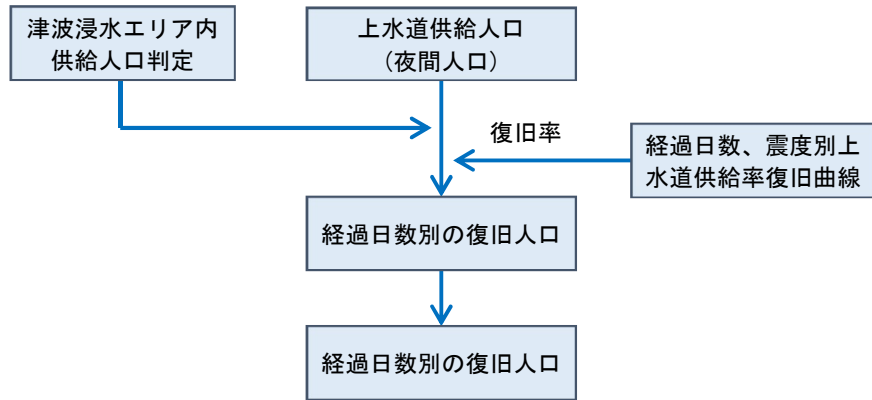 津波浸水エリア内
供給人口判定
上水道供給人口
（夜間人口）
復旧率
経過日数、震度別上
水道供給率復旧曲線
経過日数別の復旧人口
経過日数別の復旧人口